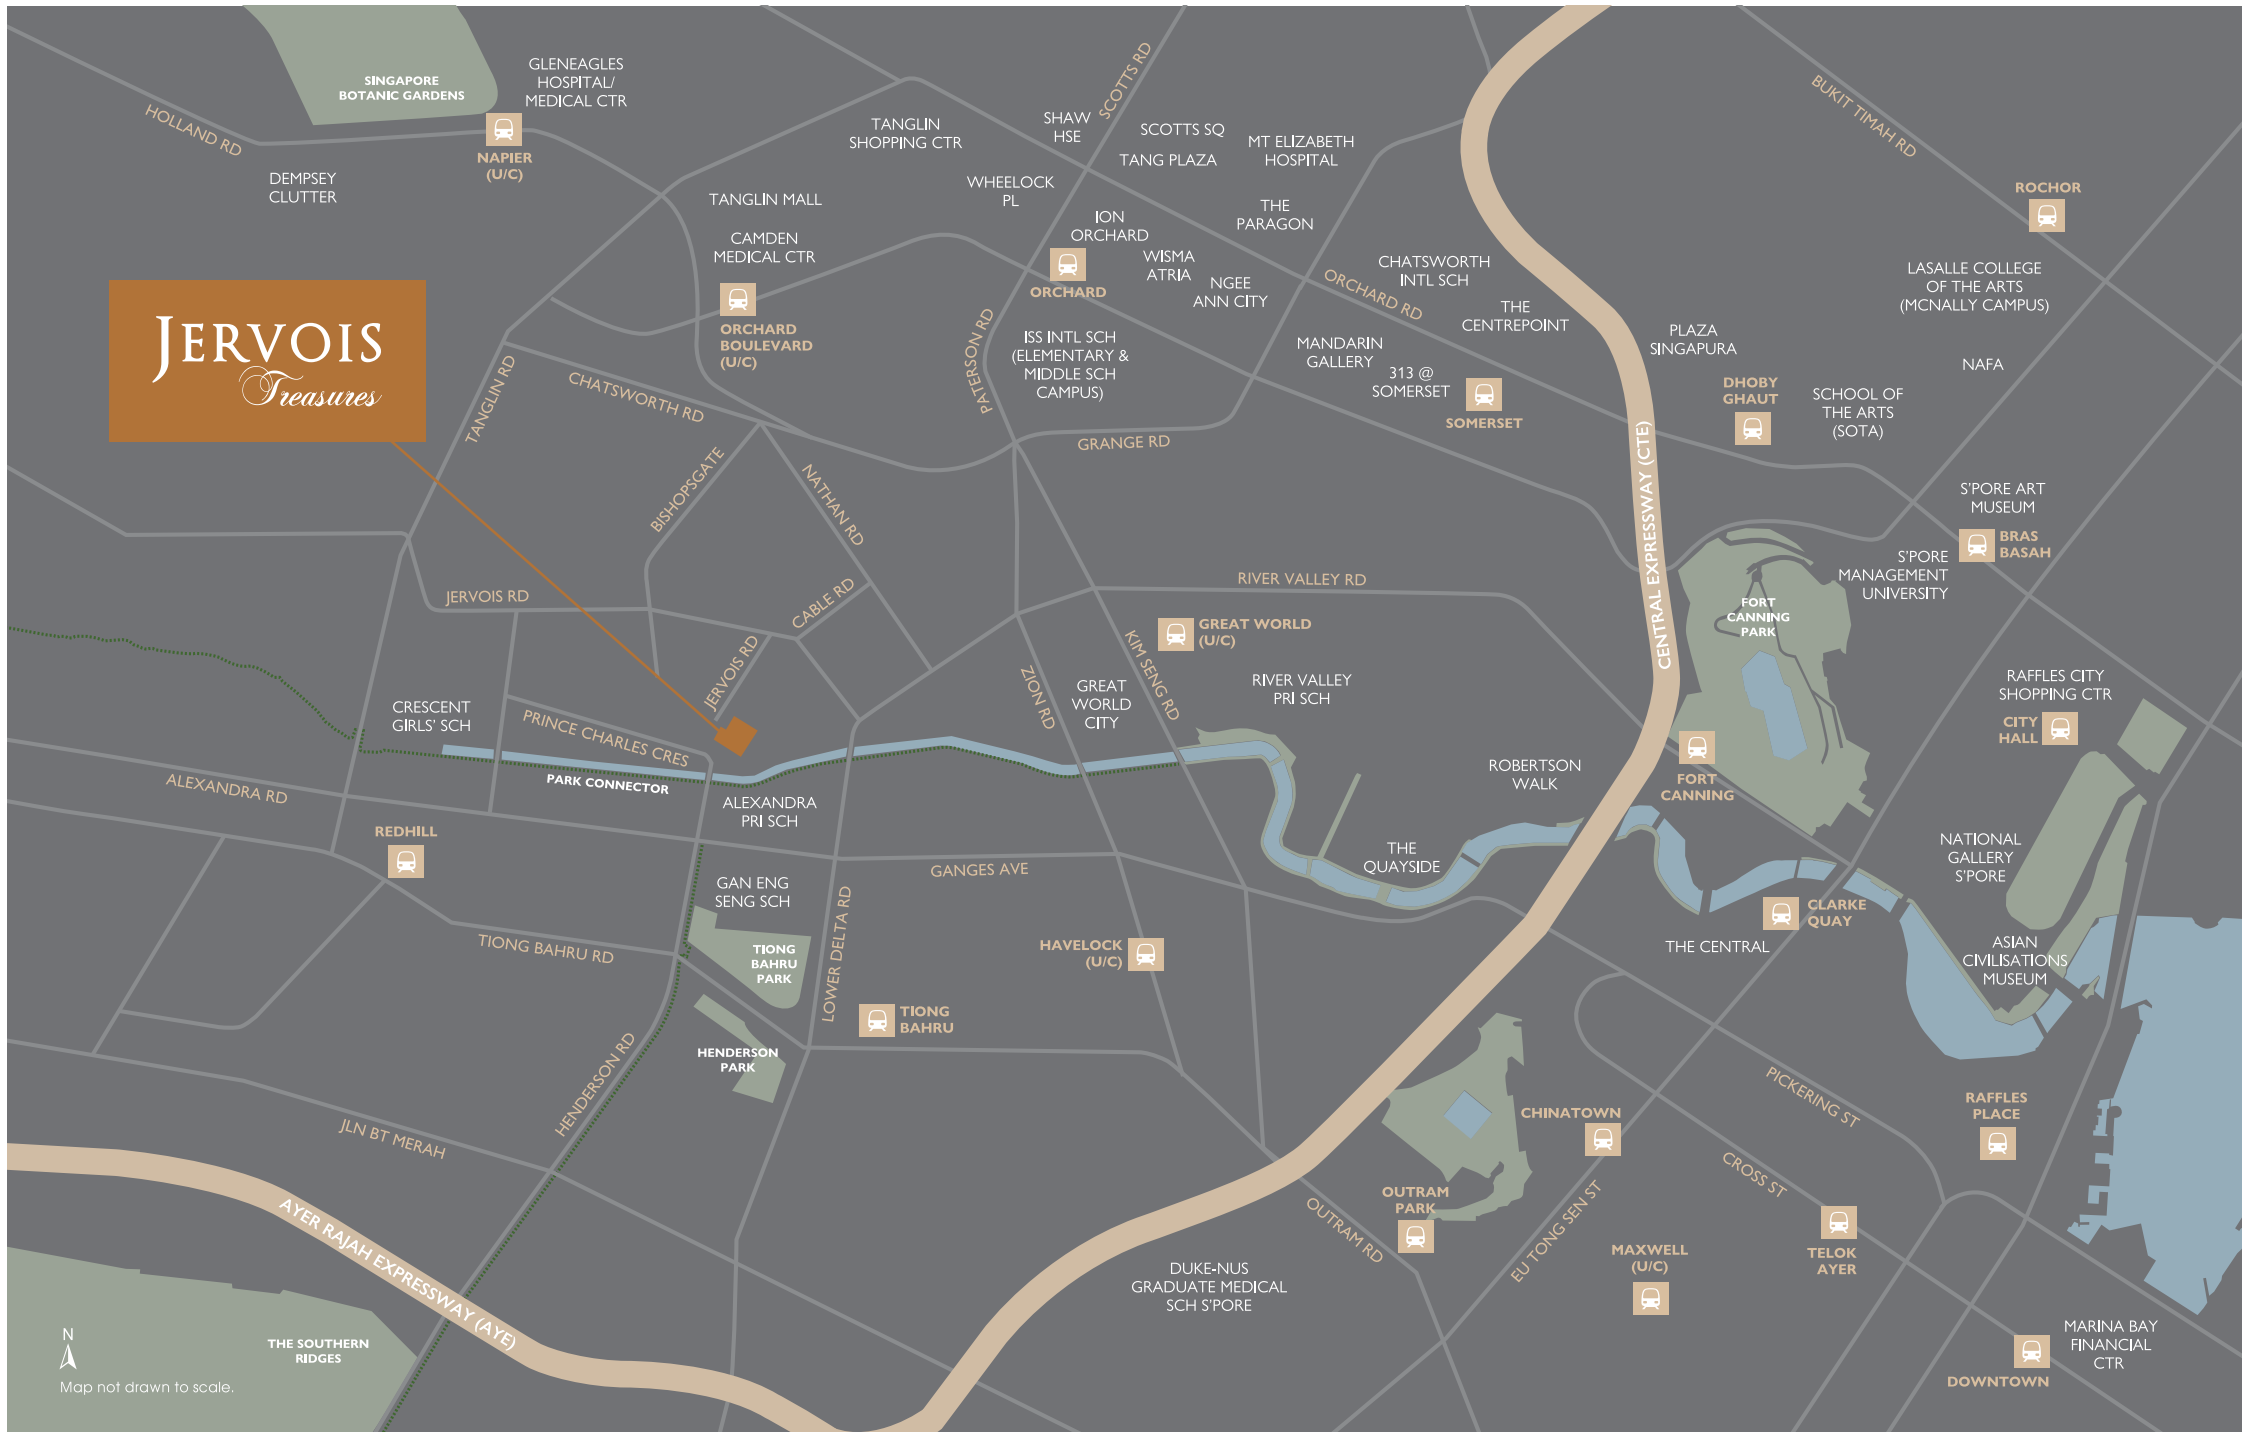 SINGAPORE
BOTANIC GARDENS
GLENEAGLES
HOSPITAL/
MEDICAL CTR
HOLLAND RD
NAPIER
(U/C)
DEMPSEY
CLUTTER
TANGLIN
SHOPPING CTR
SHAW
HSE
SCOTTS RD
SCOTTS SQ
TANG PLAZA
MT ELIZABETH
HOSPITAL
BUKIT TIMAH RD
ROCHOR
TANGLIN MALL
WHEELOCK
PL
CAMDEN
MEDICAL CTR
ION
ORCHARD
THE
PARAGON
ORCHARD
WISMA
ATRIA
NGEE
ANN CITY
ORCHARD RD
CHATSWORTH
INTL SCH
THE
CENTREPOINT
LASALLE COLLEGE
OF THE ARTS
(MCNALLY CAMPUS)
JERVOIS
Treasures
ORCHARD
BOULEVARD
(U/C)
PATERSON RD
ISS INTL SCH
(ELEMENTARY &
MIDDLE SCH
CAMPUS)
MANDARIN
GALLERY
313 @
SOMERSET
SOMERSET
PLAZA
SINGAPURA
DHOBY
GHAUT
SCHOOL OF
THE ARTS
(SOTA)
NAFA
TANGLIN RD
CHATSWORTH RD
GRANGE RD
CENTRAL EXPRESSWAY (CTE)
BISHOPSGATE
NATHAN RD
S'PORE ART
MUSEUM
BRAS
BASAH
S'PORE
MANAGEMENT
UNIVERSITY
JERVOIS RD
CABLE RD
RIVER VALLEY RD
FORT
CANNING
PARK
GREAT WORLD
(U/C)
KIM SENG RD
JERVOIS RD
ZION RD
GREAT
WORLD
CITY
RIVER VALLEY
PRI SCH
RAFFLES CITY
SHOPPING CTR
CITY
HALL
CRESCENT
GIRLS' SCH
PRINCE CHARLES CRES
PARK CONNECTOR
ROBERTSON
WALK
FORT
CANNING
ALEXANDRA RD
ALEXANDRA
PRI SCH
REDHILL
GANGES AVE
THE
QUAYSIDE
NATIONAL
GALLERY
S'PORE
GAN ENG
SENG SCH
CLARKE
QUAY
TIONG BAHRU RD
TIONG
BAHRU
PARK
LOWER DELTA RD
HAVELOCK
(U/C)
THE CENTRAL
ASIAN
CIVILISATIONS
MUSEUM
TIONG
BAHRU
HENDERSON
PARK
HENDERSON RD
PICKERING ST
CHINATOWN
RAFFLES
PLACE
JLN BT MERAH
CROSS ST
AYER RAJAH EXPRESSWAY (AYE)
OUTRAM RD
OUTRAM
PARK
EU TONG SEN ST
MAXWELL
(U/C)
TELOK
AYER
DUKE-NUS
GRADUATE MEDICAL
SCH S'PORE
THE SOUTHERN
RIDGES
MARINA BAY
FINANCIAL
CTR
DOWNTOWN
N
Map not drawn to scale.